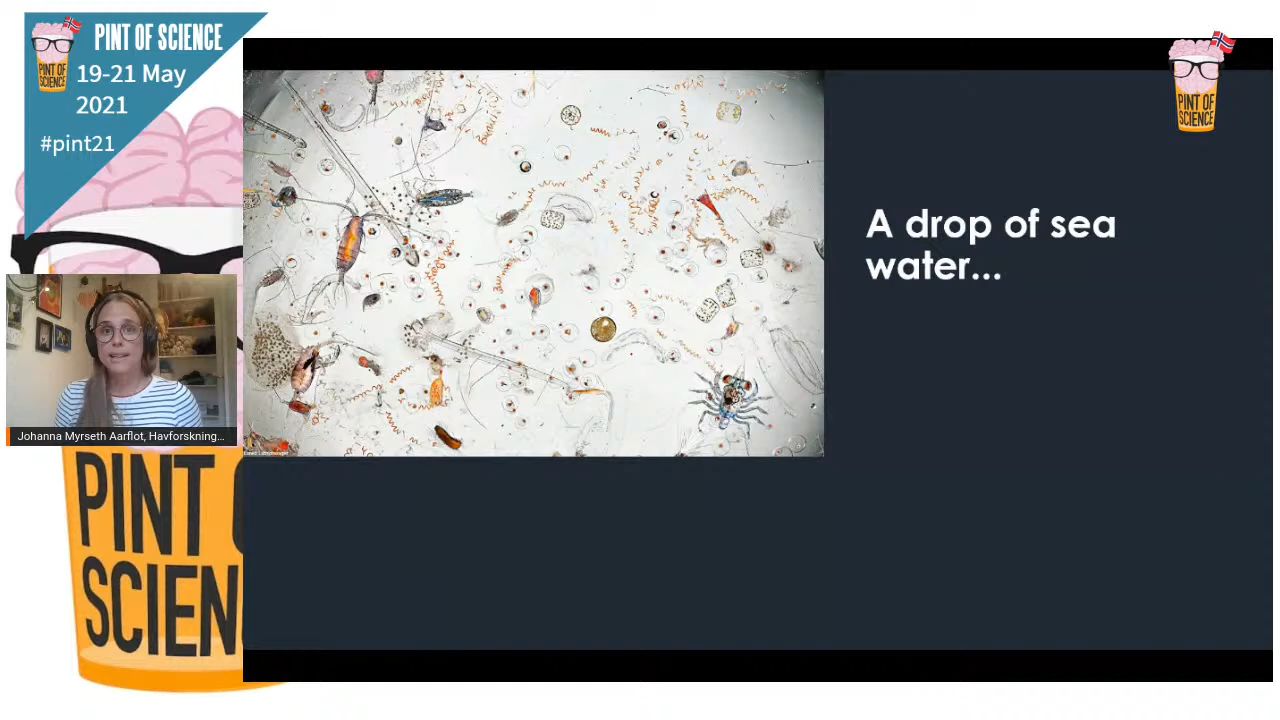 PINT OF SCIENCE
19-21 May
2021
#pint21
PINT OF
SCIENCE
PINT OF
SCIENCE
A drop of sea
water...
Johanna Myrseth Aarflot, Havforskning...
PINT
SCIEN